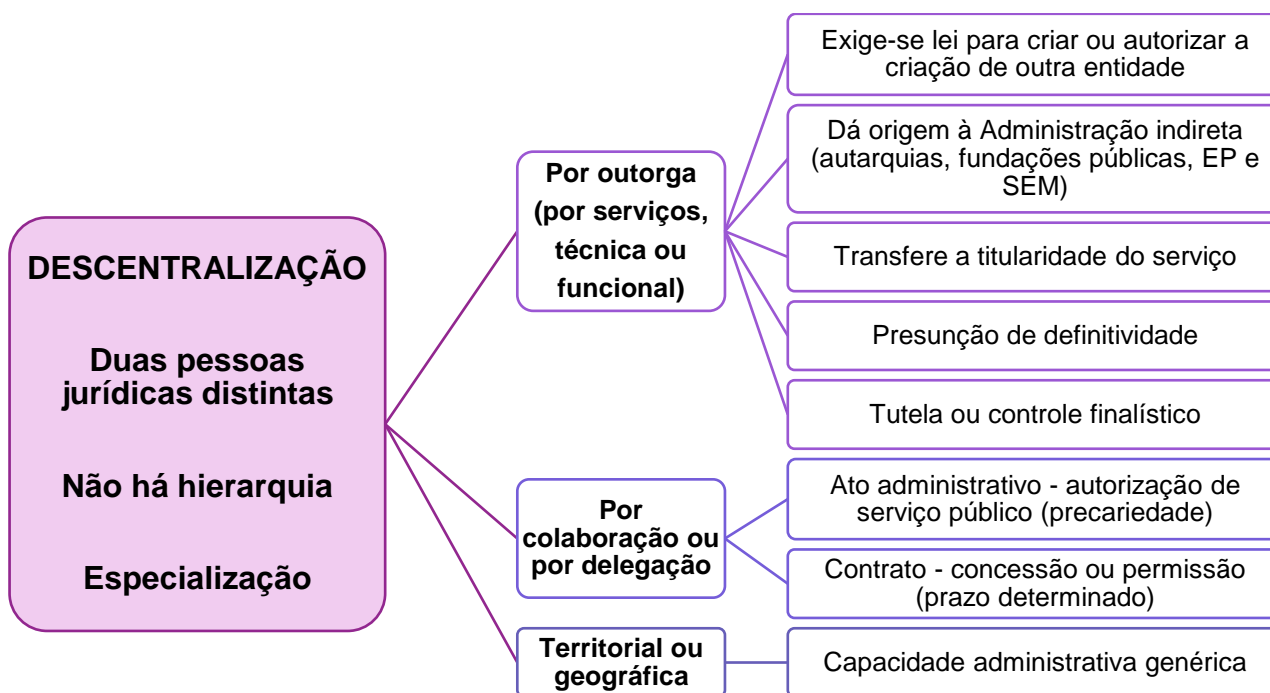 DESCENTRALIZAÇÃO
Duas pessoas
jurídicas distintas
Não há hierarquia
Especialização
Por outorga
(por serviços,
técnica ou
funcional)
Exige-se lei para criar ou autorizar a
criação de outra entidade
Dá origem à Administração indireta
(autarquias, fundações públicas, EP e
SEM)
Transfere a titularidade do serviço
Presunção de definitividade
Tutela ou controle finalístico
Por
colaboração ou
por delegação
Ato administrativo - autorização de
serviço público (precariedade)
Contrato - concessão ou permissão
(prazo determinado)
Territorial ou
geográfica
Capacidade administrativa genérica